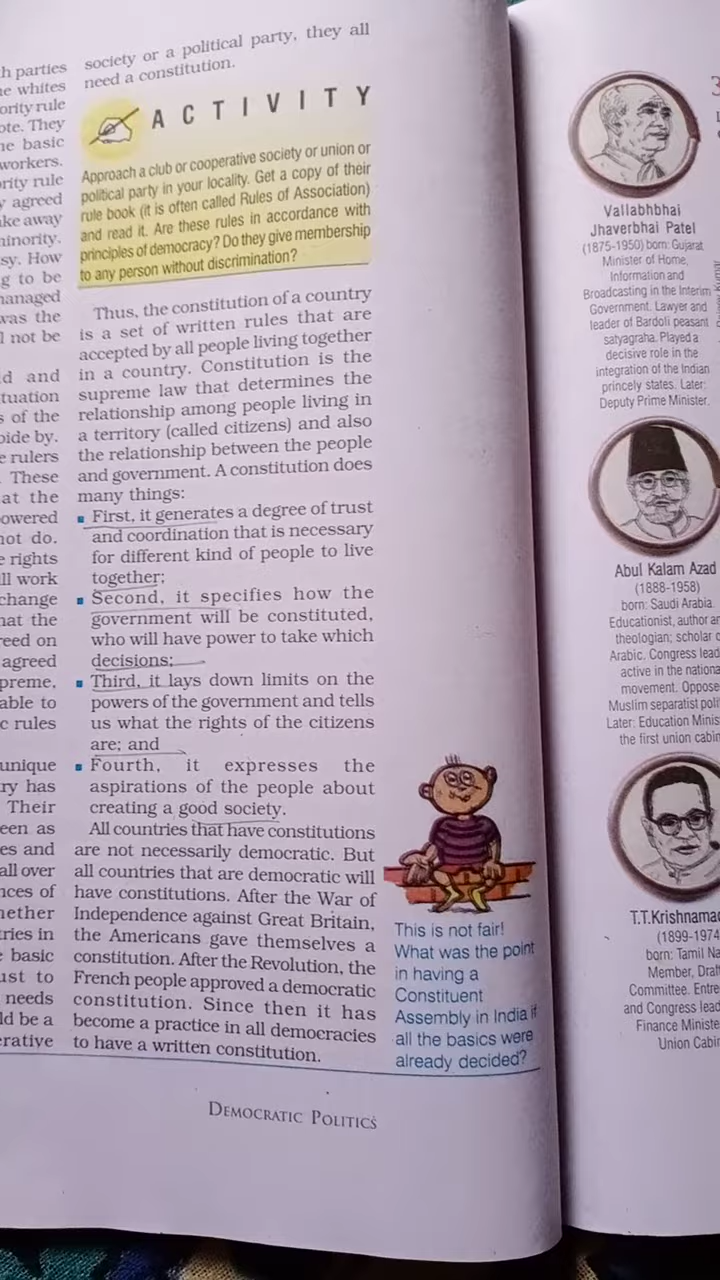 h parties
e whites
ority rule
ote. They
ne basic
workers.
rity rule
y agreed
ake away
ninority.
sy. How
g to be
nanaged
was the
l not be
d and
tuation
s of the
bide by.
e rulers
. These
at the
owered
not do.
e rights
ll work
change
hat the
reed on
agreed
preme,
able to
c rules
unique
ry has
Their
een as
es and
all over
nces of
hether
tries in
e basic
ust to
needs
ld be a
erative
society or a political party, they all
need a constitution.
ACTIVITY
Approach a club or cooperative society or union or
political party in your locality. Get a copy of their
rule book (it is often called Rules of Association)
and read it. Are these rules in accordance with
principles of democracy? Do they give membership
to any person without discrimination?
Thus, the constitution of a country
is a set of written rules that are
accepted by all people living together
in a country. Constitution is the
supreme law that determines the
relationship among people living in
a territory (called citizens) and also
the relationship between the people
and government. A constitution does
many things:
First, it generates a degree of trust
and coordination that is necessary
for different kind of people to live
together;
Second, it specifies how the
government will be constituted,
who will have power to take which
decisions;
Third, it lays down limits on the
powers of the government and tells
us what the rights of the citizens
are; and
Fourth, it expresses the
aspirations of the people about
creating a good society.
All countries that have constitutions
are not necessarily democratic. But
all countries that are democratic will
have constitutions. After the War of
Independence against Great Britain,
the Americans gave themselves a
constitution. After the Revolution, the
French people approved a democratic
constitution. Since then it has
become a practice in all democracies
to have a written constitution.
This is not fair!
What was the point
in having a
Constituent
Assembly in India if
all the basics were
already decided?
DEMOCRATIC POLITICS
Vallabhbhai
Jhaverbhai Patel
(1875-1950) born: Gujarat.
Minister of Home,
Information and
Broadcasting in the Interim
Government. Lawyer and
leader of Bardoli peasant
satyagraha. Played a
decisive role in the
integration of the Indian
princely states. Later:
Deputy Prime Minister.
Abul Kalam Azad
(1888-1958)
born: Saudi Arabia.
Educationist, author an
theologian; scholar o
Arabic. Congress lead
active in the nationa
movement. Oppose
Muslim separatist poli
Later: Education Minis
the first union cabin
T.T.Krishnamac
(1899-1974
born: Tamil Na
Member, Draf
Committee. Entre
and Congress lead
Finance Ministe
Union Cabin